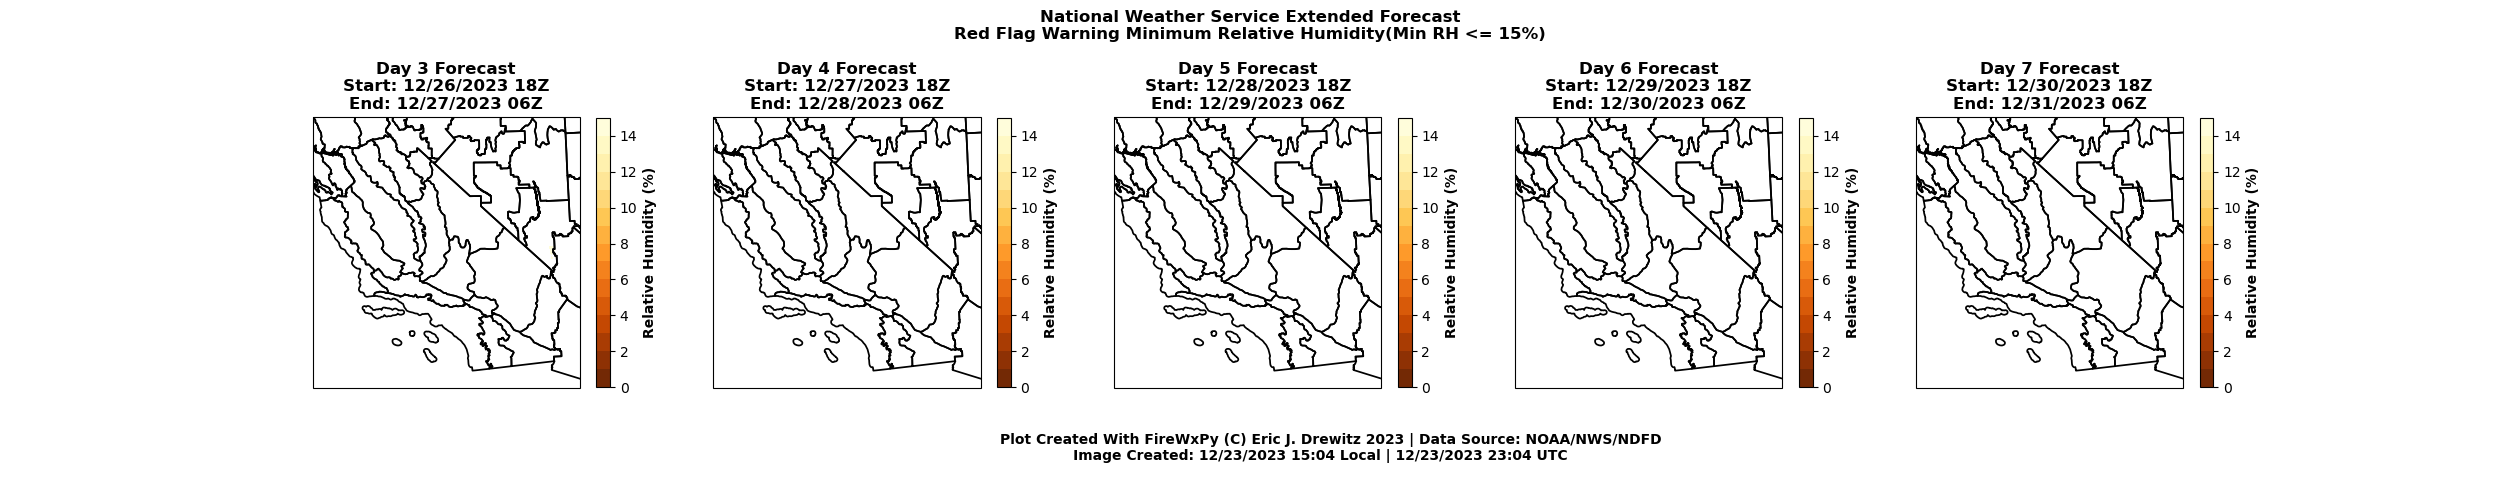 National Weather Service Extended Forecast
Red Flag Warning Minimum Relative Humidity(Min RH <= 15%)
Day 3 Forecast
Start: 12/26/2023 18Z
End: 12/27/2023 06Z
14
12
10
8
6
4
2
0
Relative Humidity (%)
Day 4 Forecast
Start: 12/27/2023 18Z
End: 12/28/2023 06Z
14
12
10
8
6
4
2
0
Relative Humidity (%)
Day 5 Forecast
Start: 12/28/2023 18Z
End: 12/29/2023 06Z
14
12
10
8
6
4
2
0
Relative Humidity (%)
Day 6 Forecast
Start: 12/29/2023 18Z
End: 12/30/2023 06Z
14
12
10
8
6
4
2
0
Relative Humidity (%)
Day 7 Forecast
Start: 12/30/2023 18Z
End: 12/31/2023 06Z
14
12
10
8
6
4
2
0
Relative Humidity (%)
Plot Created With FireWxPy (C) Eric J. Drewitz 2023 | Data Source: NOAA/NWS/NDFD
Image Created: 12/23/2023 15:04 Local | 12/23/2023 23:04 UTC